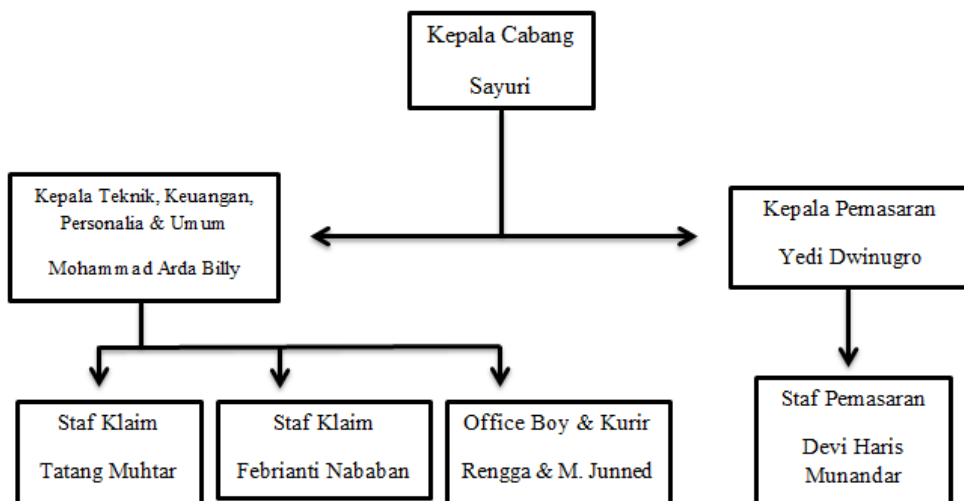 Kepala Cabang
Sayuri
Kepala Teknik, Keuangan,
Personalia & Umum
Mohammad Arda Billy
Kepala Pemasaran
Yedi Dwinugro
Staf Klaim
Tatang Muhtar
Staf Klaim
Febrianti Nababan
Office Boy & Kurir
Rengga & M. Junned
Staf Pemasaran
Devi Haris
Munandar